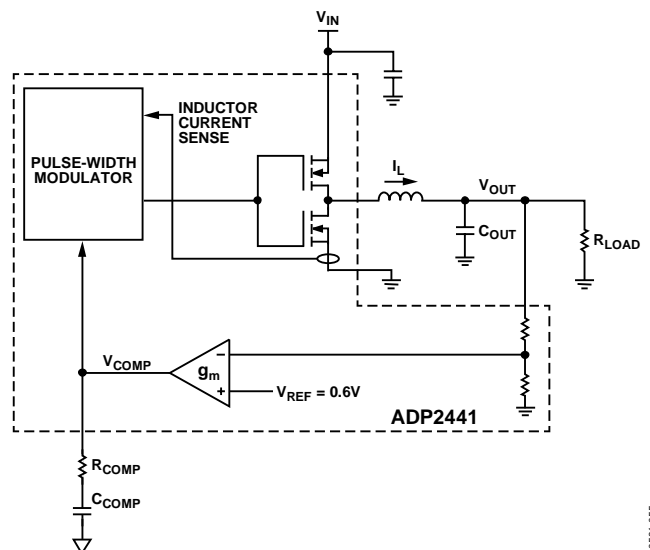 VIN
PULSE-WIDTH
MODULATOR
INDUCTOR
CURRENT
SENSE
IL
VOUT
COUT
RLOAD
VCOMP
gm
−
+
VREF = 0.6V
ADP2441
RCOMP
CCOMP